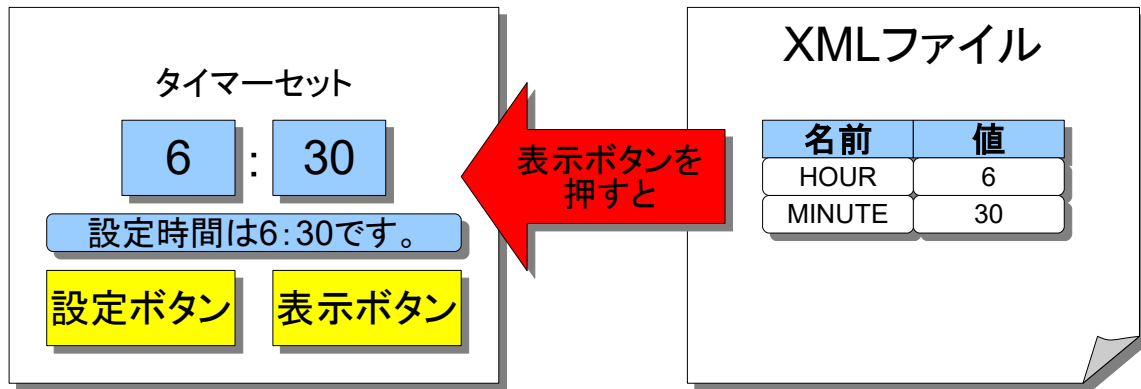 タイマーセット
6 : 30
設定時間は6:30です。
設定ボタン 表示ボタン
表示ボタンを
押すと
XMLファイル
名前 値
HOUR 6
MINUTE 30